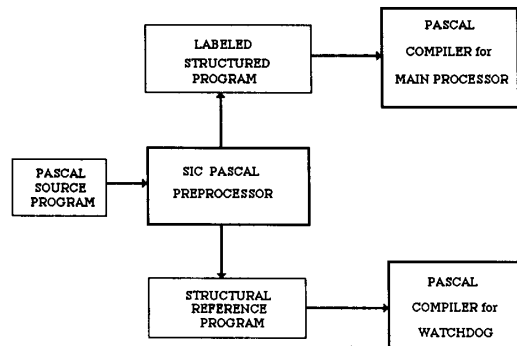 LABELED
STRUCTURED
PROGRAM
PASCAL
COMPILER for
MAIN PROCESSOR
PASCAL
SOURCE
PROGRAM
SIC PASCAL
PREPROCESSOR
STRUCTURAL
REFERENCE
PROGRAM
PASCAL
COMPILER for
WATCHDOG